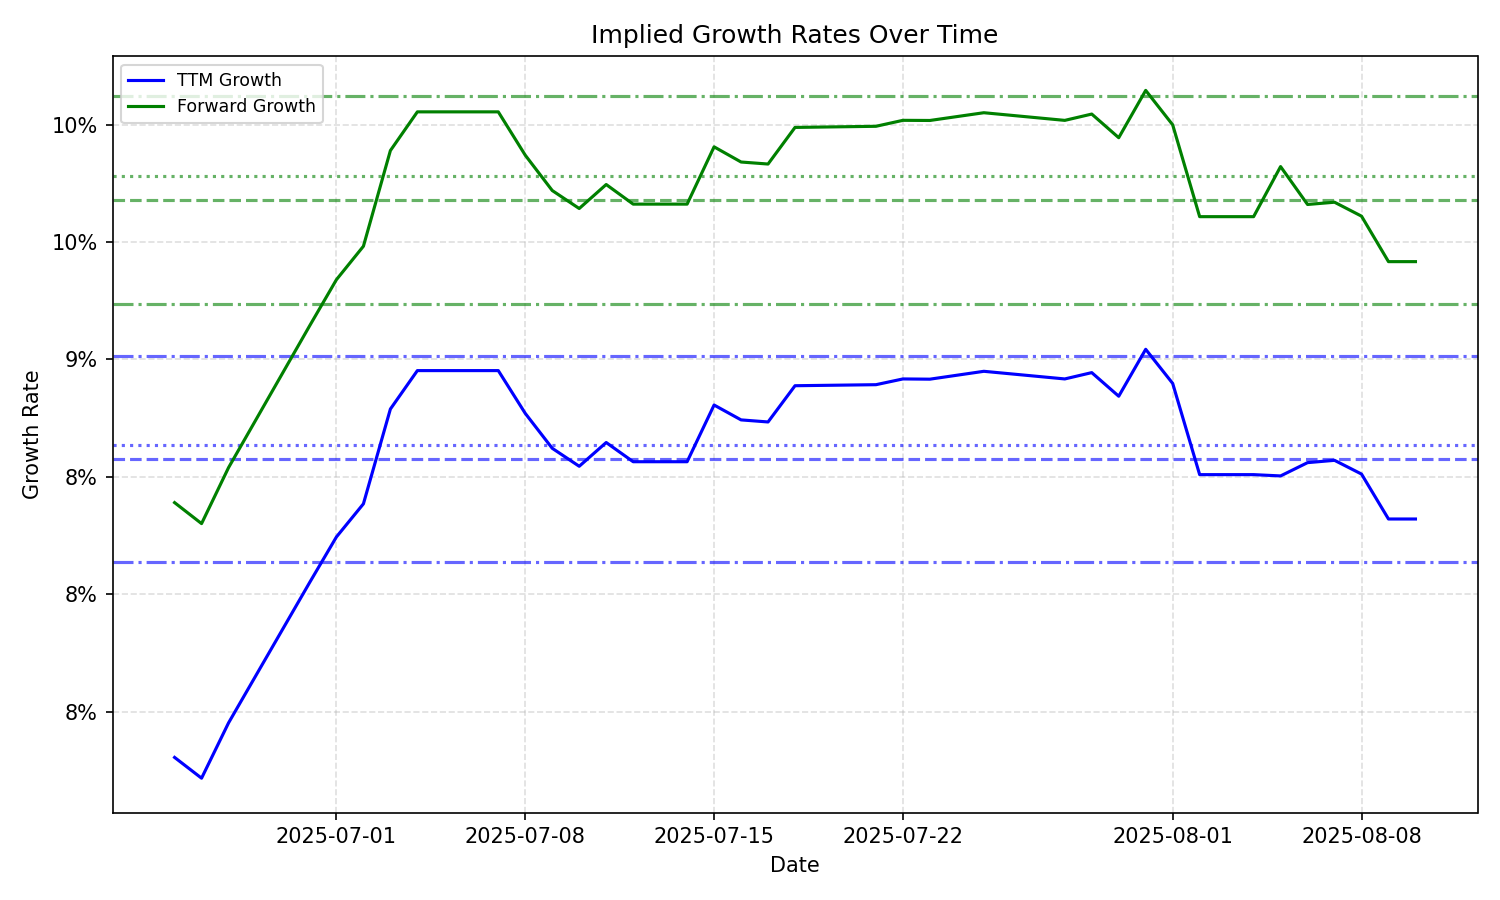 Implied Growth Rates Over Time
TTM Growth
Forward Growth
10%
10%
9%
8%
8%
8%
Growth Rate
2025-07-01
2025-07-08
2025-07-15
2025-07-22
2025-08-01
2025-08-08
Date